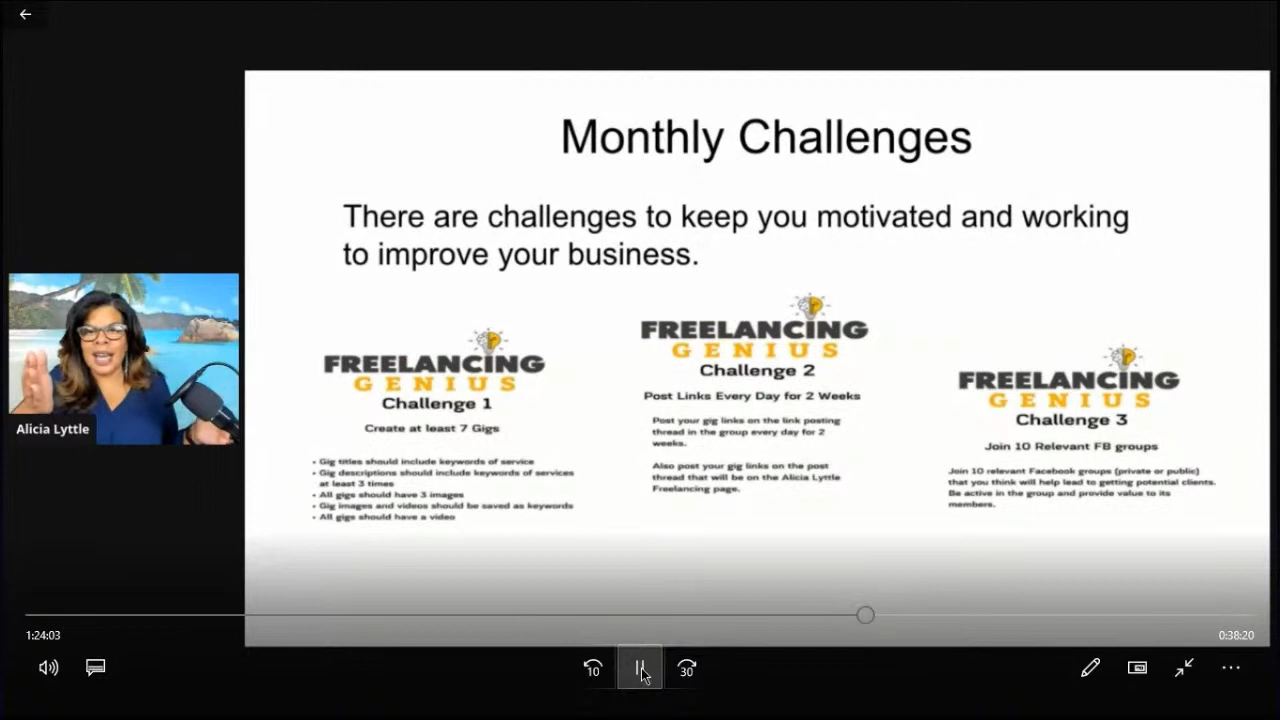 Monthly Challenges
There are challenges to keep you motivated and working
to improve your business.
FREELANCING
GENIUS
Challenge 1
Create at least 7 Gigs
• Gig titles should include keywords of service
• Gig descriptions should include keywords of services
at least 3 times
• All gigs should have 3 images
• Gig images and videos should be saved as keywords
• All gigs should have a video
FREELANCING
GENIUS
Challenge 2
Post Links Every Day for 2 Weeks
Post your gig links on the link posting
thread in the group every day for 2
weeks.
Also post your gig links on the post
thread that will be on the Alicia Lyttle
Freelancing page.
FREELANCING
GENIUS
Challenge 3
Join 10 Relevant FB groups
Join 10 relevant Facebook groups (private or public)
that you think will help lead to getting potential clients.
Be active in the group and provide value to its
members.
Alicia Lyttle
1:24:03
0:38:20
10
30